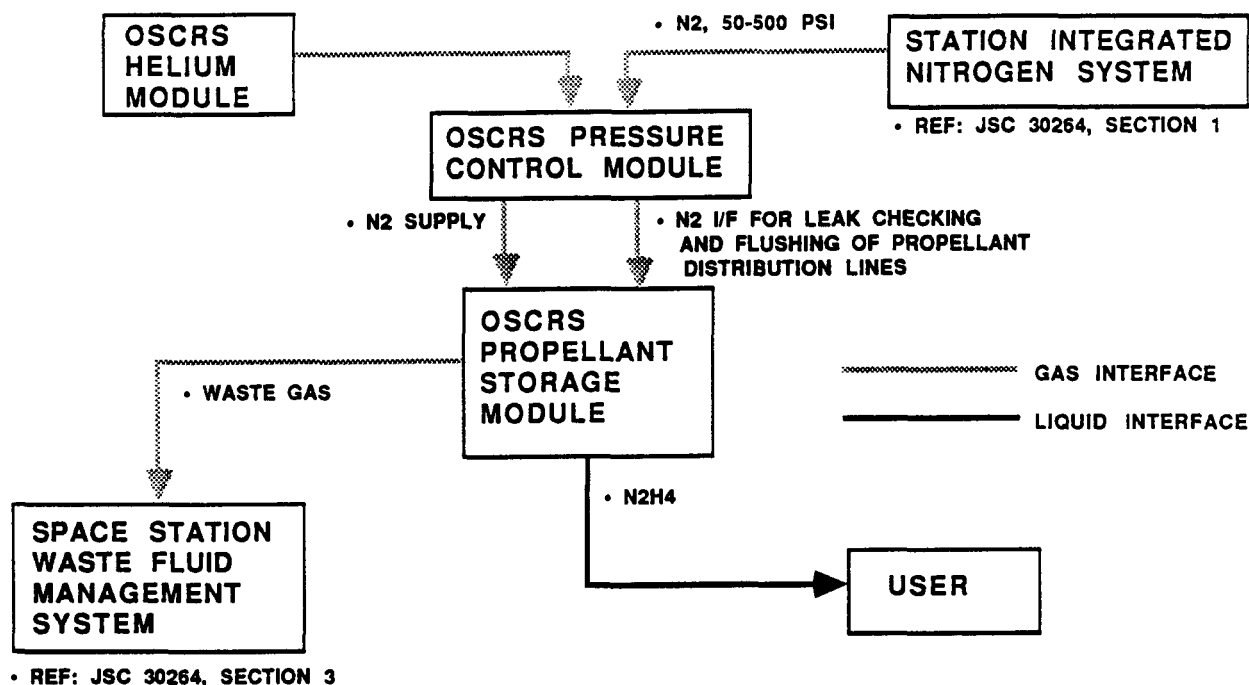 OSCRS
HELIUM
MODULE
• N2, 50-500 PSI
STATION INTEGRATED
NITROGEN SYSTEM
• REF: JSC 30264, SECTION 1
OSCRS PRESSURE
CONTROL MODULE
• N2 SUPPLY
• N2 I/F FOR LEAK CHECKING
AND FLUSHING OF PROPELLANT
DISTRIBUTION LINES
OSCRS
PROPELLANT
STORAGE
MODULE
• WASTE GAS
GAS INTERFACE
LIQUID INTERFACE
• N2H4
SPACE STATION
WASTE FLUID
MANAGEMENT
SYSTEM
USER
• REF: JSC 30264, SECTION 3